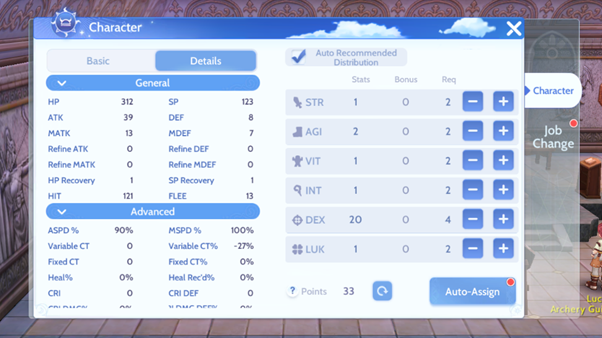 Character
Basic
Details
Auto Recommended
Distribution
General
HP 312 SP 123
ATK 39 DEF 8
MATK 13 MDEF 7
Refine ATK 0 Refine DEF 0
Refine MATK 0 Refine MDEF 0
HP Recovery 1 SP Recovery 1
HIT 121 FLEE 13
Advanced
ASPD % 90% MSPD % 100%
Variable CT 0 Variable CT% -27%
Fixed CT 0 Fixed CT% 0%
Heal% 0% Heal Rec'd% 0%
CRI 0 CRI DEF 0
Stats Bonus Req
STR 1 0 2
AGI 2 0 2
VIT 1 0 2
INT 1 0 2
DEX 20 0 4
LUK 1 0 2
? Points 33
Auto-Assign
Character
Job
Change
Luc
Archery Gu